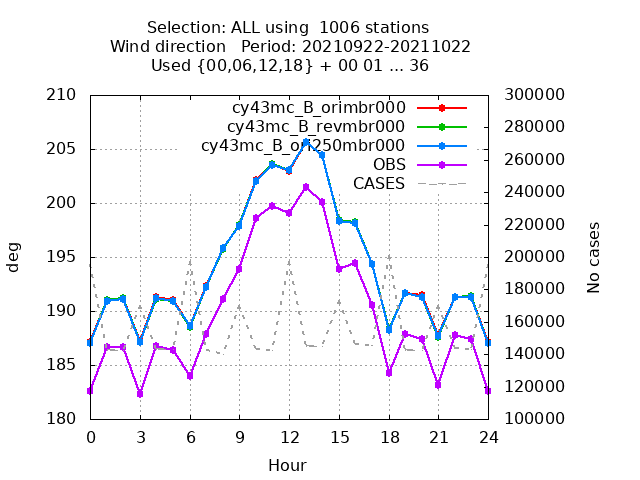 Selection: ALL using  1006 stations
Wind direction   Period: 20210922-20211022
Used {00,06,12,18} + 00 01 ... 36
210
205
200
195
190
185
180
deg
300000
280000
260000
240000
220000
200000
180000
160000
140000
120000
100000
No cases
cy43mc_B_orimbr000
cy43mc_B_revmbr000
cy43mc_B_ori250mbr000
OBS
CASES
0 3 6 9 12 15 18 21 24
Hour